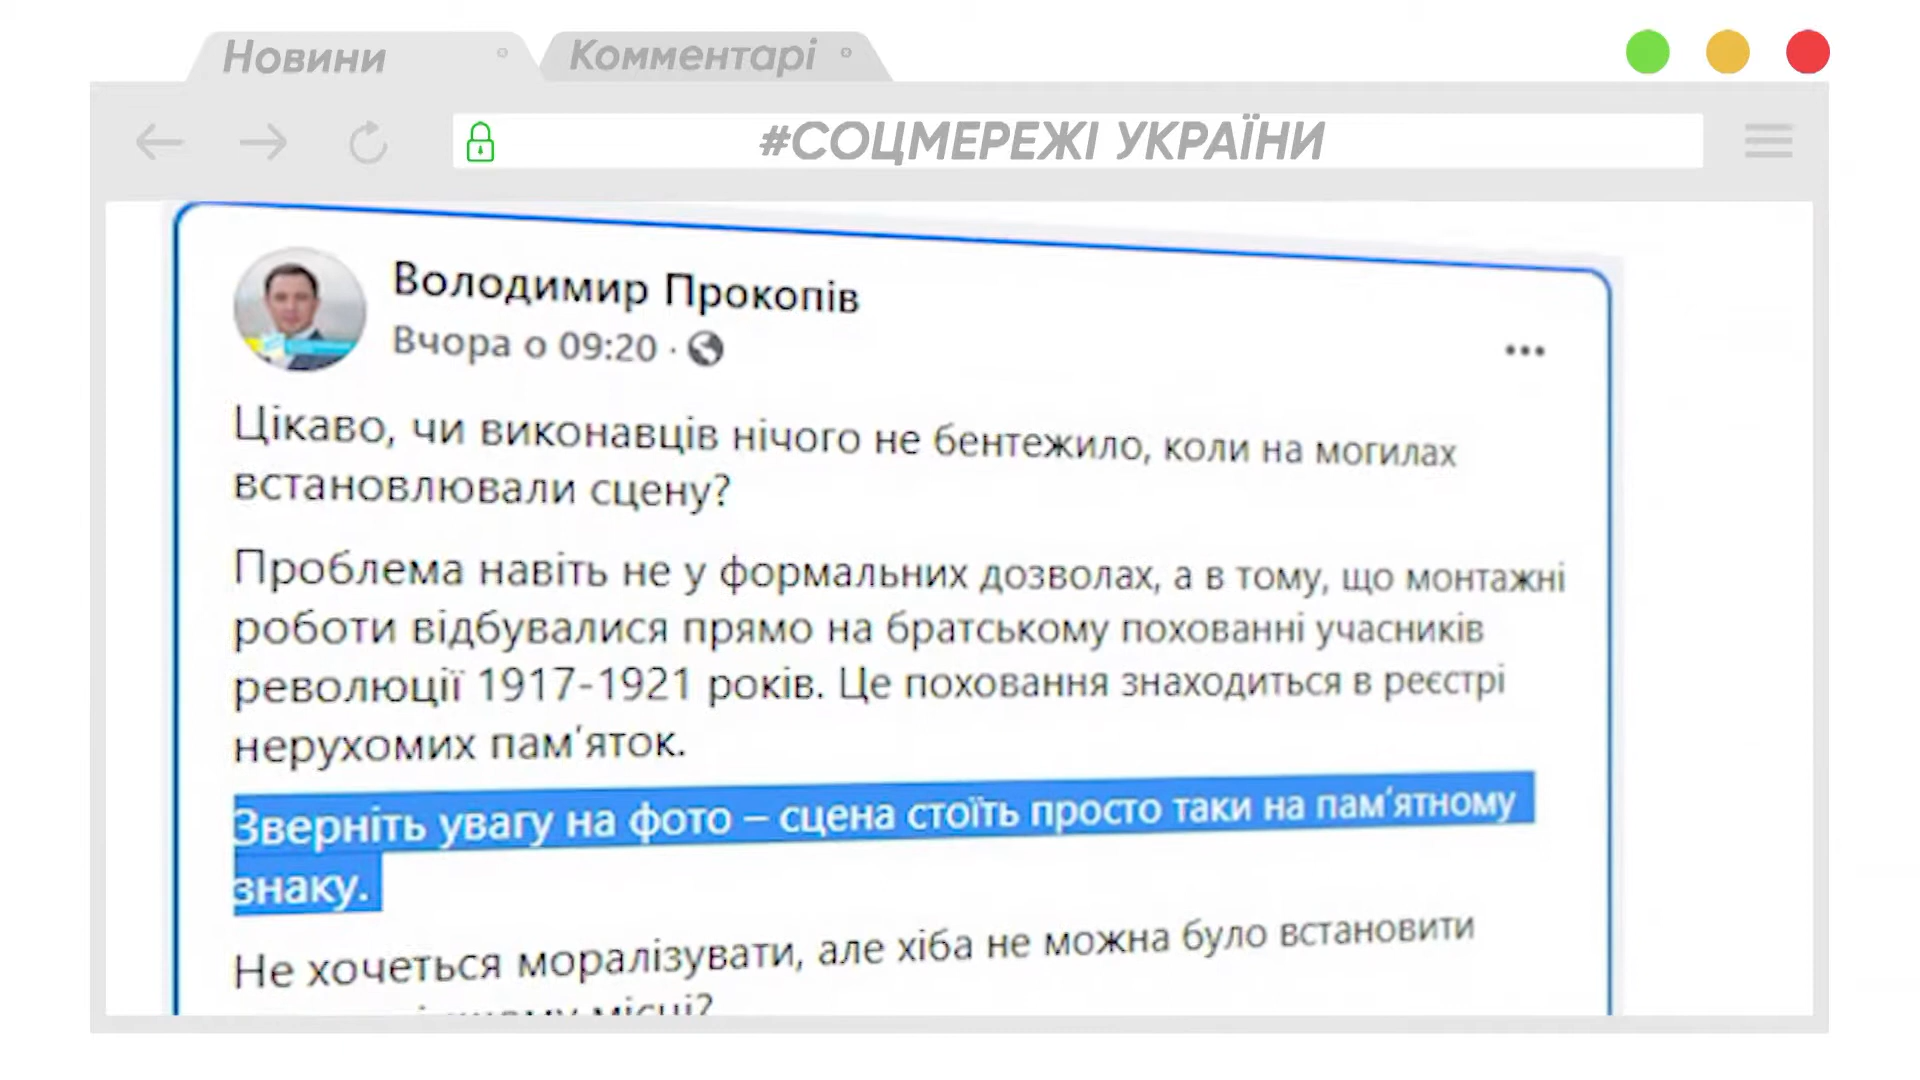 Новини
Комментарі
#СОЦМЕРЕЖІ УКРАЇНИ
Володимир Прокопів
Вчора о 09:20 ·
Цікаво, чи виконавців нічого не бентежило, коли на могилах
встановлювали сцену?
Проблема навіть не у формальних дозволах, а в тому, що монтажні
роботи відбувалися прямо на братському похованні учасників
революції 1917-1921 років. Це поховання знаходиться в реєстрі
нерухомих пам’яток.
Зверніть увагу на фото – сцена стоїть просто таки на пам’ятному
знаку.
Не хочеться моралізувати, але хіба не можна було встановити
місці?